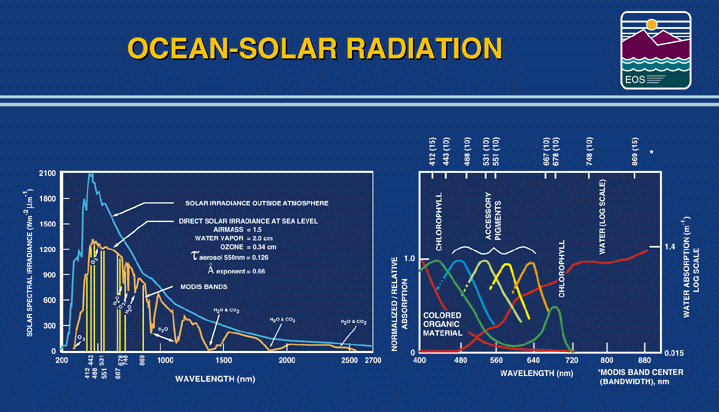 OCEAN-SOLAR RADIATION
EOS
2100
1800
1500
1200
900
600
300
0
SOLAR SPECTRAL IRRADIANCE (Wm⁻² µm⁻¹)
SOLAR IRRADIANCE OUTSIDE ATMOSPHERE
DIRECT SOLAR IRRADIANCE AT SEA LEVEL
AIRMASS = 1.5
WATER VAPOR = 2.0 cm
OZONE = 0.34 cm
τ aerosol 550nm = 0.126
Å exponent = 0.66
MODIS BANDS
O₃
O₃
H₂O
O₂
H₂O
H₂O
H₂O & CO₂
H₂O & CO₂
H₂O & CO₂
200
412
443
488
531
551
667
678
748
869
1000
1500
2000
2500
2700
WAVELENGTH (nm)
412 (15)
443 (10)
488 (10)
531 (10)
551 (10)
667 (10)
678 (10)
748 (10)
869 (15)
*
1.0
0
NORMALIZED/RELATIVE
ABSORPTION
CHLOROPHYLL
ACCESSORY
PIGMENTS
CHLOROPHYLL
WATER (LOG SCALE)
COLORED
ORGANIC
MATERIAL
1.4
0.015
WATER ABSORPTION (m⁻¹)
LOG SCALE
400
480
560
640
720
800
880
WAVELENGTH (nm)
*MODIS BAND CENTER
(BANDWIDTH), nm